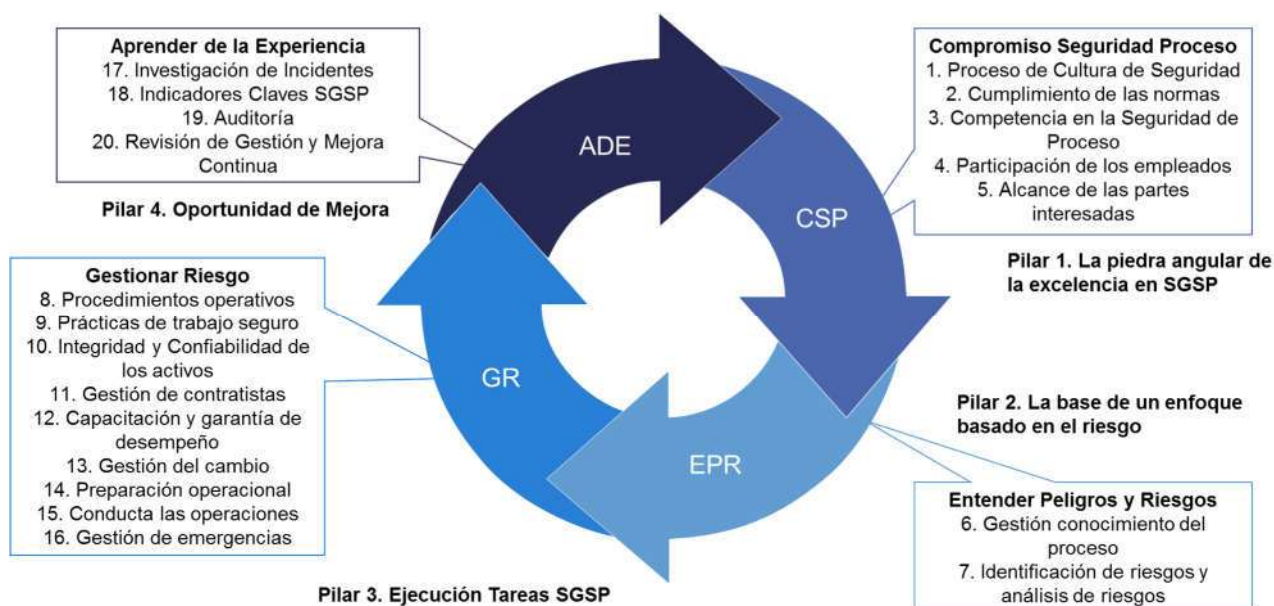 Aprender de la Experiencia
17. Investigación de Incidentes
18. Indicadores Claves SGSP
19. Auditoría
20. Revisión de Gestión y Mejora
Continua
Pilar 4. Oportunidad de Mejora
ADE
Compromiso Seguridad Proceso
1. Proceso de Cultura de Seguridad
2. Cumplimiento de las normas
3. Competencia en la Seguridad de
Proceso
4. Participación de los empleados
5. Alcance de las partes
interesadas
CSP
Pilar 1. La piedra angular de
la excelencia en SGSP
Gestionar Riesgo
8. Procedimientos operativos
9. Prácticas de trabajo seguro
10. Integridad y Confiabilidad de
los activos
11. Gestión de contratistas
12. Capacitación y garantía de
desempeño
13. Gestión del cambio
14. Preparación operacional
15. Conducta las operaciones
16. Gestión de emergencias
GR
Pilar 2. La base de un enfoque
basado en el riesgo
EPR
Entender Peligros y Riesgos
6. Gestión conocimiento del
proceso
7. Identificación de riesgos y
análisis de riesgos
Pilar 3. Ejecución Tareas SGSP